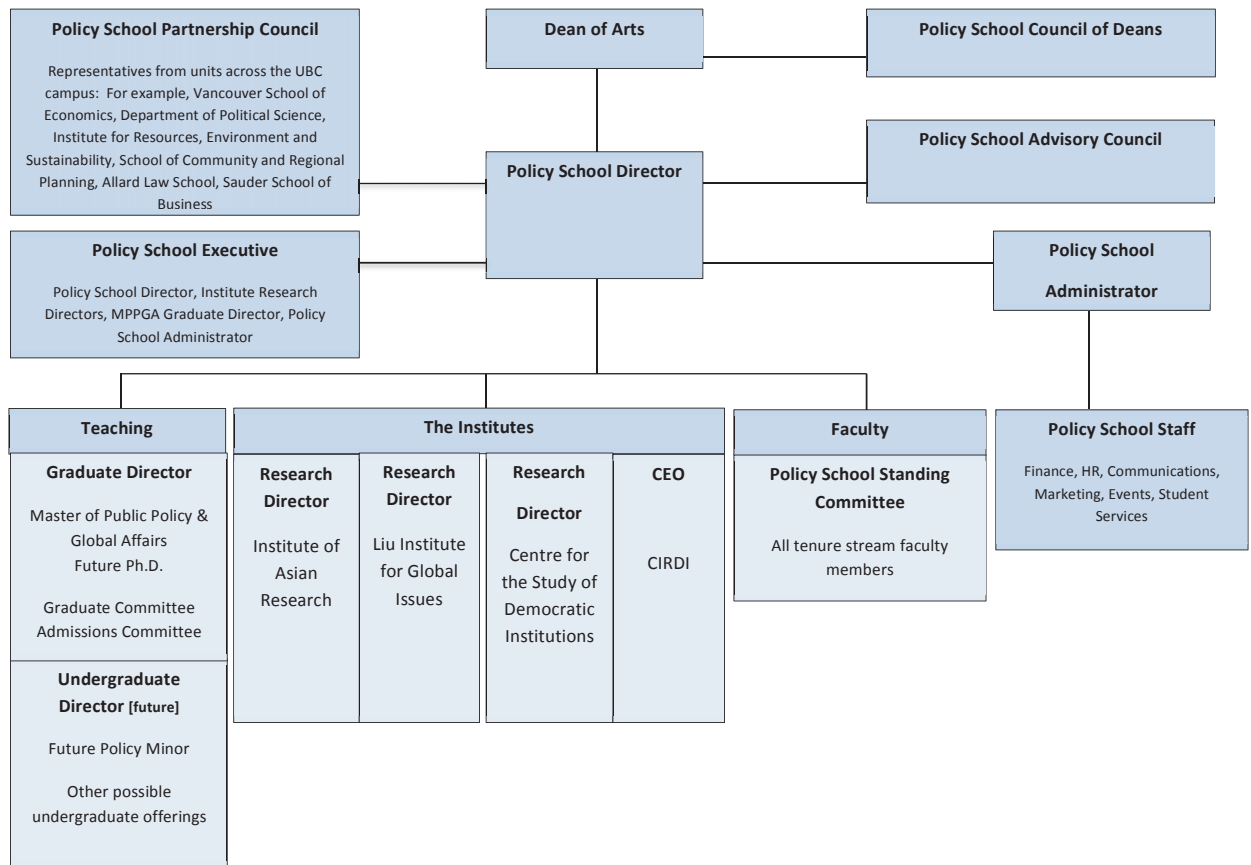 Policy School Partnership Council
Representatives from units across the UBC
campus:  For example, Vancouver School of
Economics, Department of Political Science,
Institute for Resources, Environment and
Sustainability, School of Community and Regional
Planning, Allard Law School, Sauder School of
Business
Dean of Arts
Policy School Council of Deans
Policy School Advisory Council
Policy School Director
Policy School Executive
Policy School Director, Institute Research
Directors, MPPGA Graduate Director, Policy
School Administrator
Policy School
Administrator
Teaching
Graduate Director
Master of Public Policy &
Global Affairs
Future Ph.D.
Graduate Committee
Admissions Committee
Undergraduate
Director [future]
Future Policy Minor
Other possible
undergraduate offerings
The Institutes
Research
Director
Institute of
Asian
Research
Research
Director
Liu Institute
for Global
Issues
Research
Director
Centre for
the Study of
Democratic
Institutions
CEO
CIRDI
Faculty
Policy School Standing
Committee
All tenure stream faculty
members
Policy School Staff
Finance, HR, Communications,
Marketing, Events, Student
Services